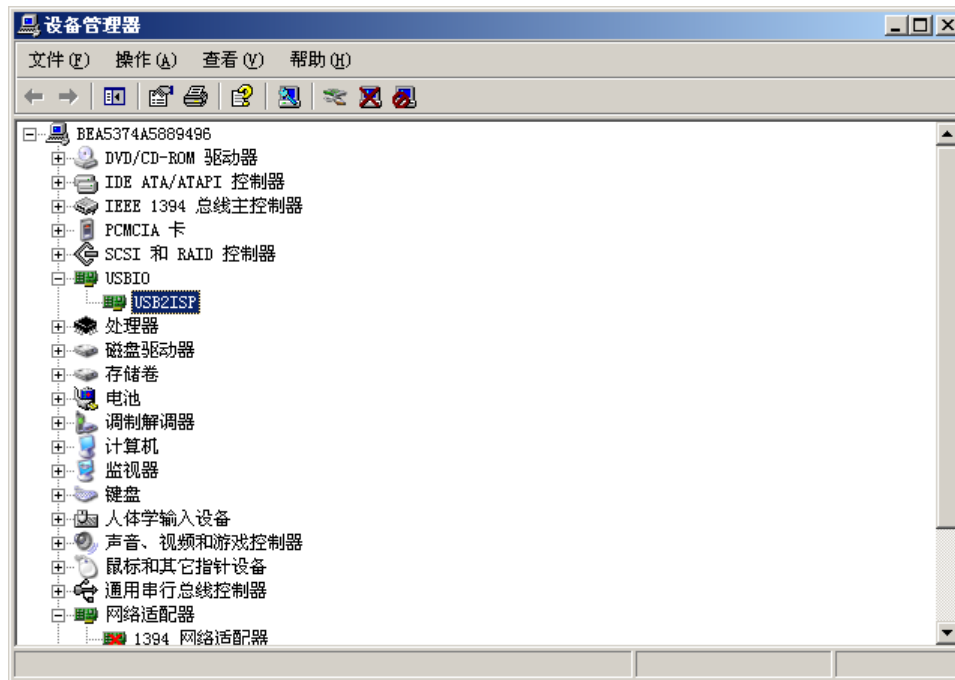 设备管理器
文件(F) 操作(A) 查看(V) 帮助(H)
BEA5374A5889496
DVD/CD-ROM 驱动器
IDE ATA/ATAPI 控制器
IEEE 1394 总线主控制器
PCMCIA 卡
SCSI 和 RAID 控制器
USBIO
USB2ISP
处理器
磁盘驱动器
存储卷
电池
调制解调器
计算机
监视器
键盘
人体学输入设备
声音、视频和游戏控制器
鼠标和其它指针设备
通用串行总线控制器
网络适配器
1394 网络适配器